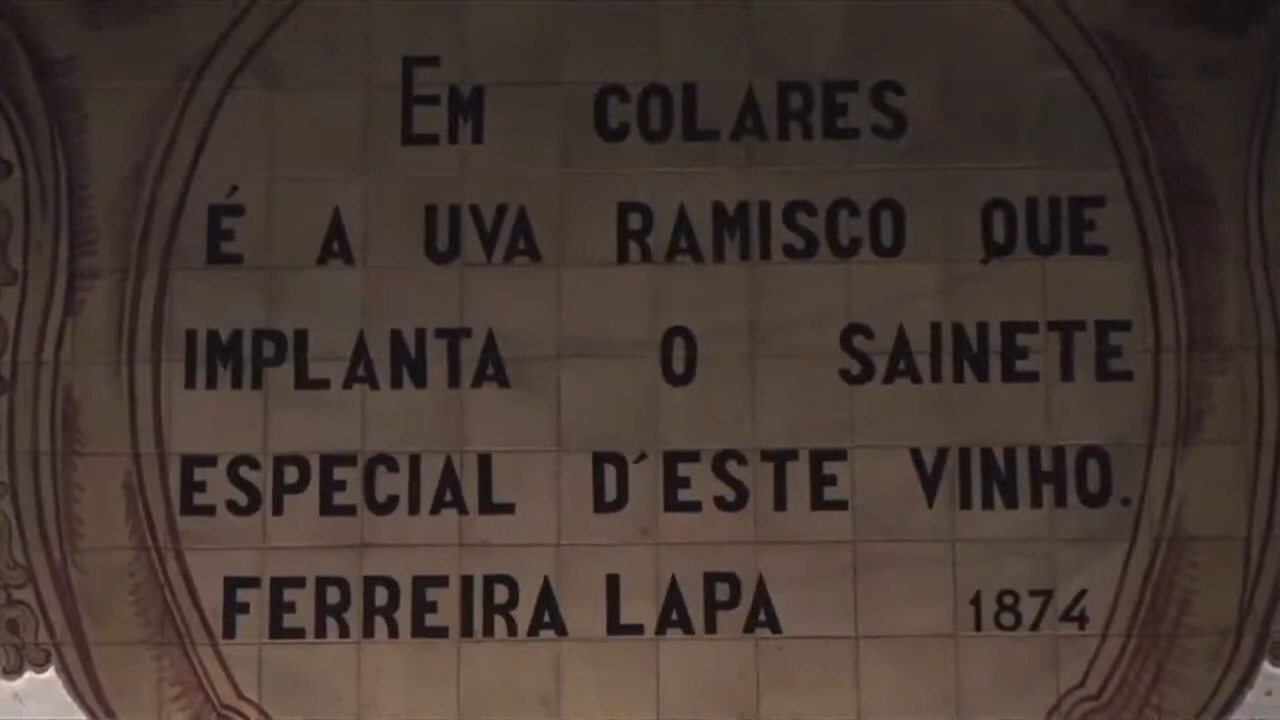 EM COLARES
É A UVA RAMISCO QUE
IMPLANTA O SAINETE
ESPECIAL D´ESTE VINHO.
FERREIRA LAPA 1874